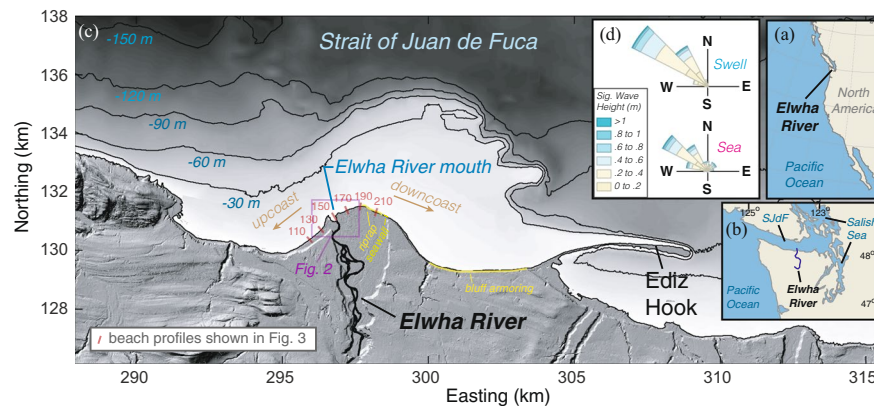 (c)
-150 m
-120 m
-90 m
-60 m
-30 m
Strait of Juan de Fuca
Elwha River mouth
upcoast
downcoast
110
130
150
170
190
210
Fig. 2
riprap
seawall
bluff armoring
Ediz
Hook
Elwha River
beach profiles shown in Fig. 3
138
136
134
132
130
128
Northing (km)
290
295
300
305
310
315
Easting (km)
(d)
N
Swell
W
E
S
Sig. Wave
Height (m)
>1
.8 to 1
.6 to .8
.4 to .6
.2 to .4
0 to .2
N
Sea
W
E
S
(a)
North
America
Elwha
River
Pacific
Ocean
(b)
125°
123°
SJdF
Salish
Sea
48°
Pacific
Ocean
Elwha
River
47°